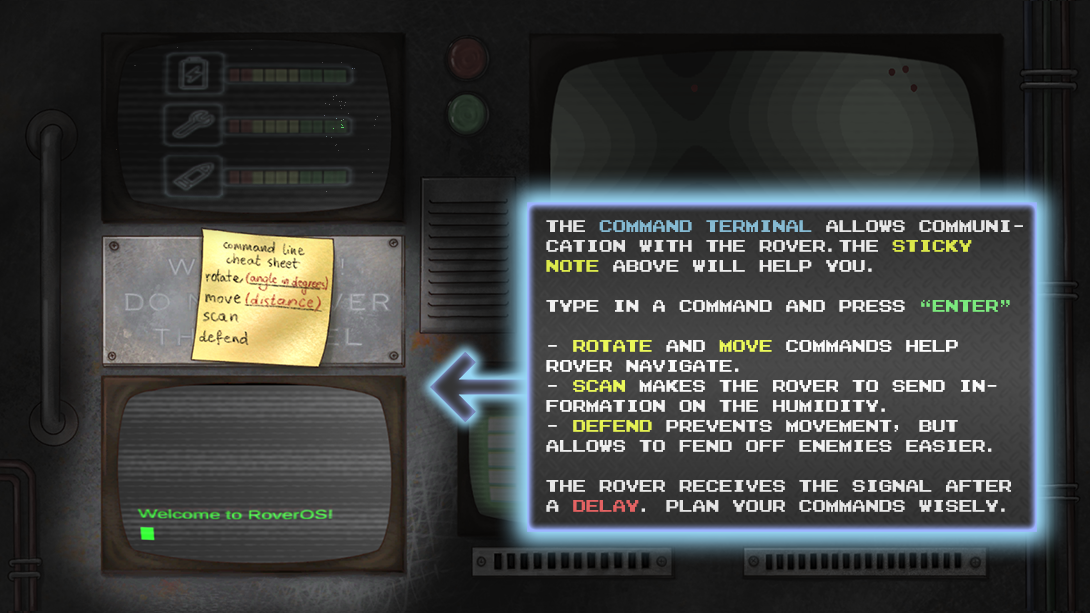 command line
cheat sheet
rotate (angle in degrees)
move (distance)
scan
defend
Welcome to RoverOS!
THE COMMAND TERMINAL ALLOWS COMMUNI-
CATION WITH THE ROVER. THE STICKY
NOTE ABOVE WILL HELP YOU.
TYPE IN A COMMAND AND PRESS “ENTER”
- ROTATE AND MOVE COMMANDS HELP
ROVER NAVIGATE.
- SCAN MAKES THE ROVER TO SEND IN-
FORMATION ON THE HUMIDITY.
- DEFEND PREVENTS MOVEMENT, BUT
ALLOWS TO FEND OFF ENEMIES EASIER.
THE ROVER RECEIVES THE SIGNAL AFTER
A DELAY. PLAN YOUR COMMANDS WISELY.